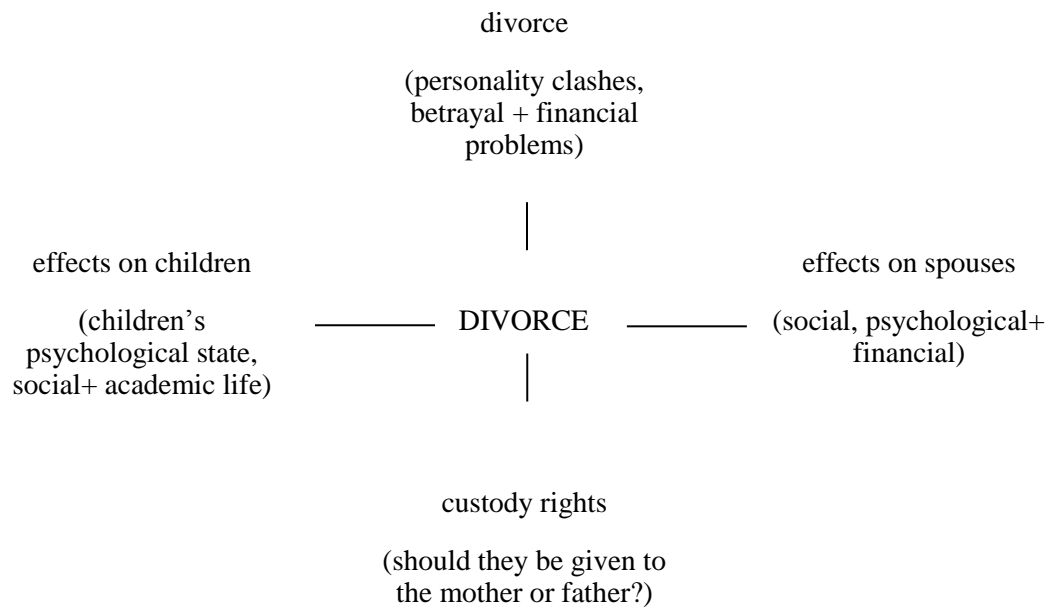 divorce
(personality clashes,
betrayal + financial
problems)
effects on children
(children’s
psychological state,
social+ academic life)
DIVORCE
effects on spouses
(social, psychological+
financial)
custody rights
(should they be given to
the mother or father?)